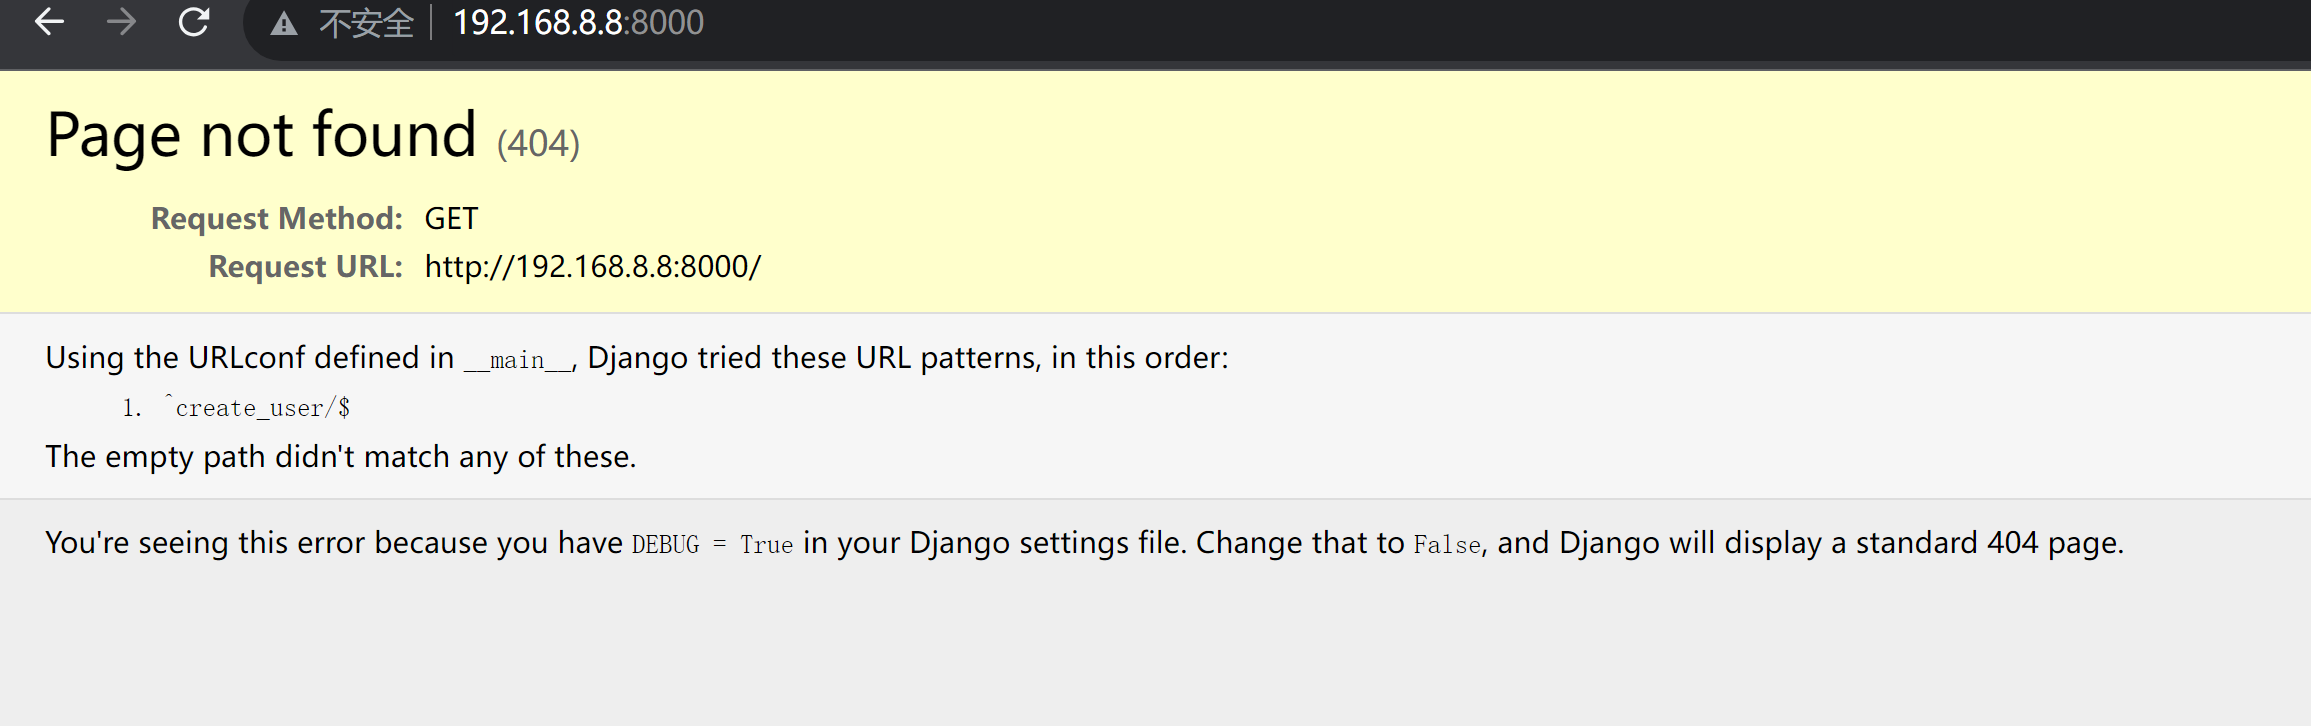 不安全 192.168.8.8:8000
Page not found (404)
Request Method: GET
Request URL: http://192.168.8.8:8000/
Using the URLconf defined in __main__, Django tried these URL patterns, in this order:
1. ^create_user/$
The empty path didn't match any of these.
You're seeing this error because you have DEBUG = True in your Django settings file. Change that to False, and Django will display a standard 404 page.